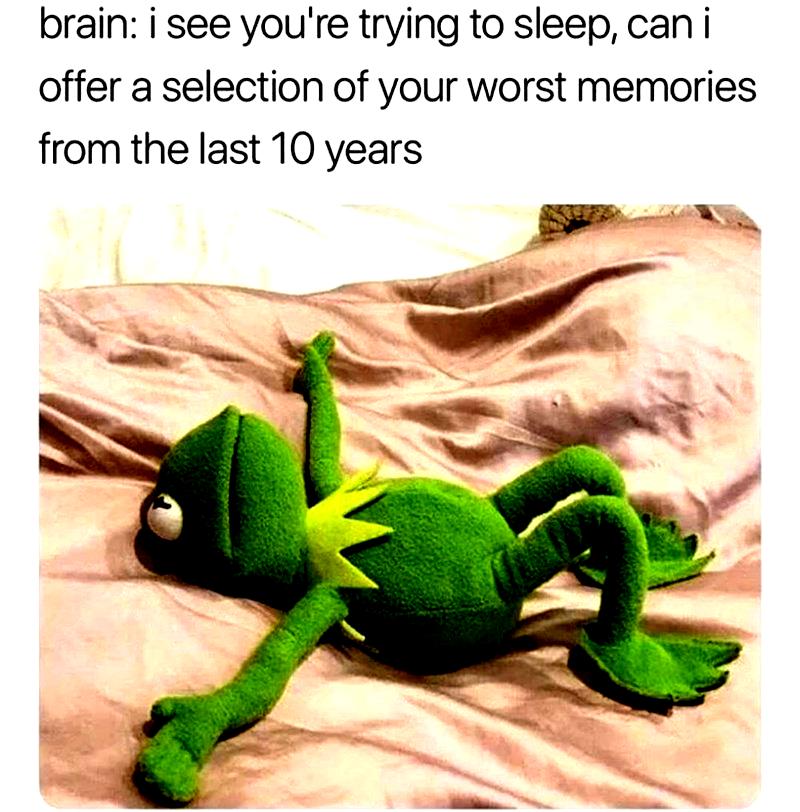 brain: i see you're trying to sleep, can i
offer a selection of your worst memories
from the last 10 years